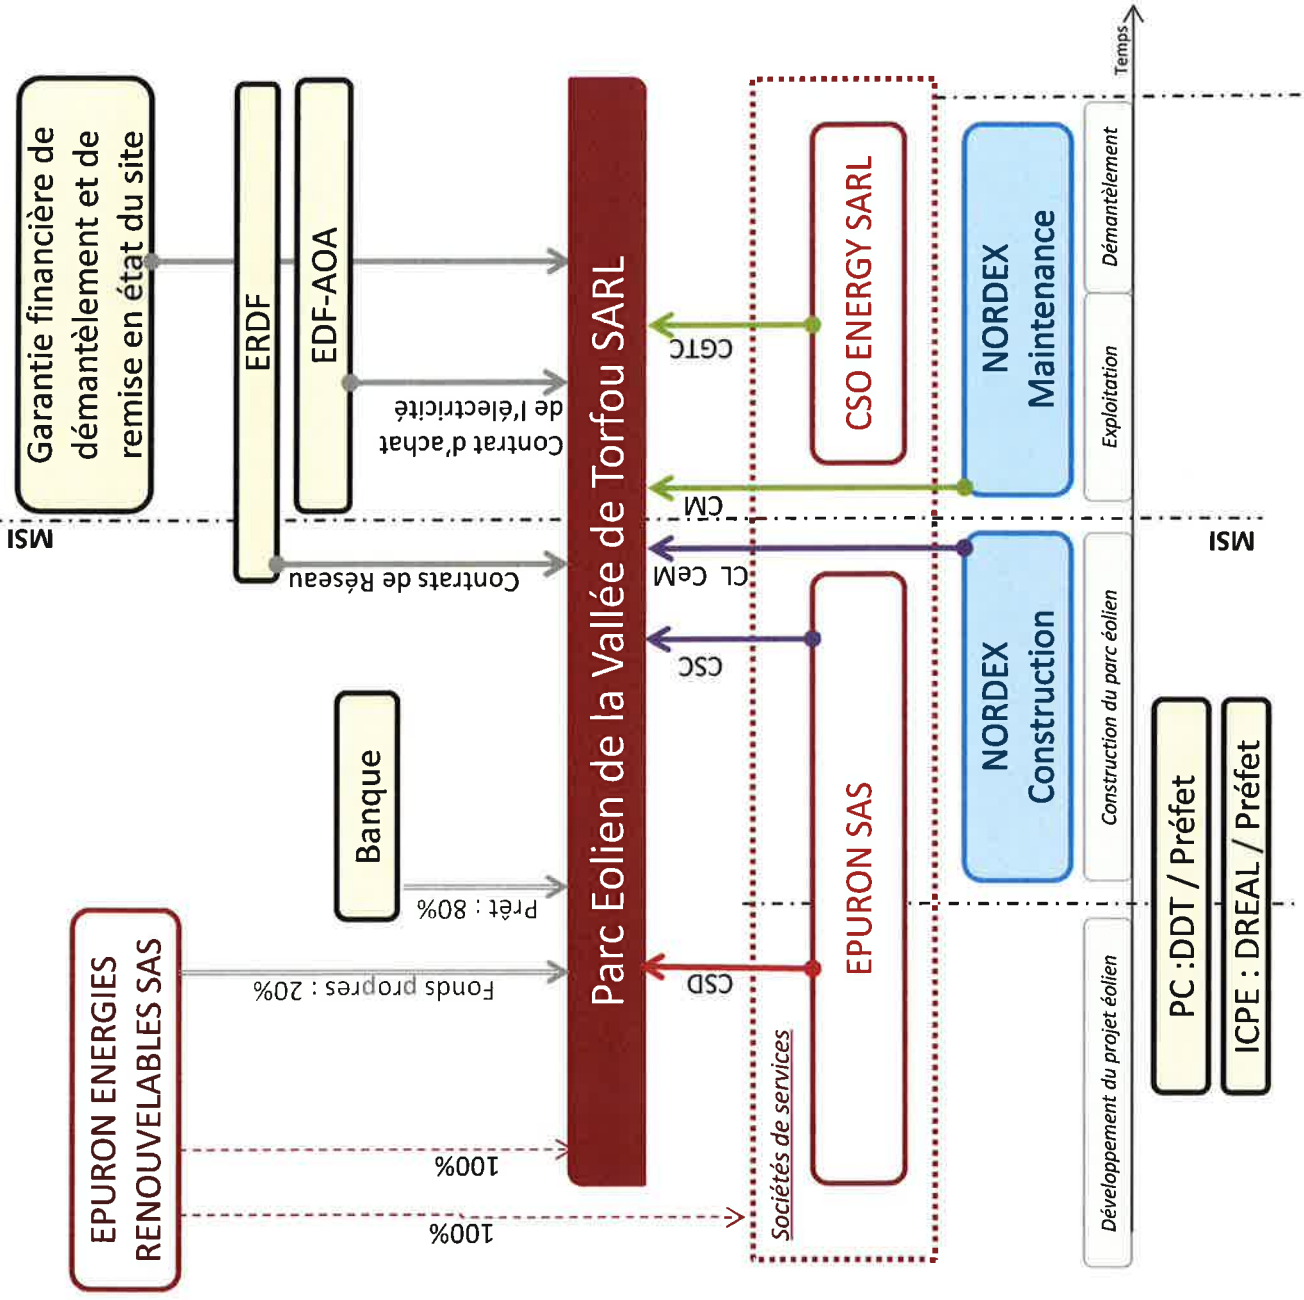 EPURON ENERGIES
RENOUVELABLES SAS
Garantie financière de
démantèlement et de
remise en état du site
MSI
ERDF
EDF-AOA
Banque
100%
100%
Fonds propres : 20%
Prêt : 80%
Contrats de Réseau
Contrat d'achat
de l'électricité
Parc Eolien de la Vallée de Torfou SARL
CSD
CSC
CL CeM
CM
CGTC
Sociétés de services
EPURON SAS
CSO ENERGY SARL
NORDEX
Construction
NORDEX
Maintenance
Développement du projet éolien
Construction du parc éolien
Exploitation
Démantèlement
Temps
PC :DDT / Préfet
ICPE : DREAL / Préfet
MSI